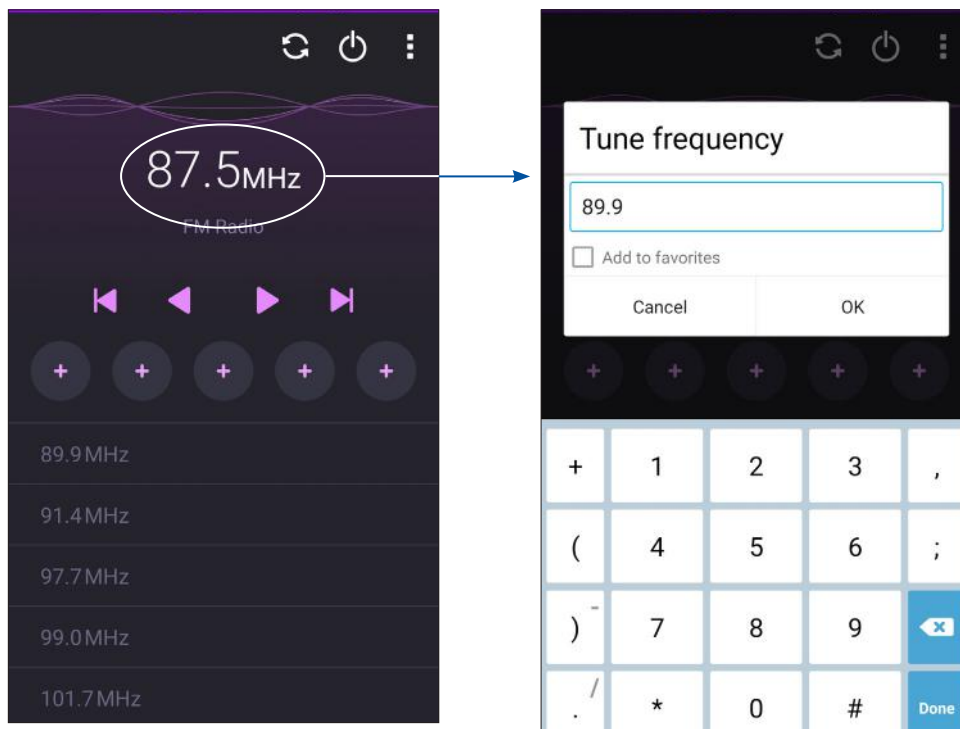 87.5MHz
FM Radio
+ + + + +
89.9MHz
91.4MHz
97.7MHz
99.0MHz
101.7MHz
Tune frequency
89.9
Add to favorites
Cancel OK
+ + + + +
+ 1 2 3 ,
( 4 5 6 ;
) - 7 8 9
. / * 0 # Done